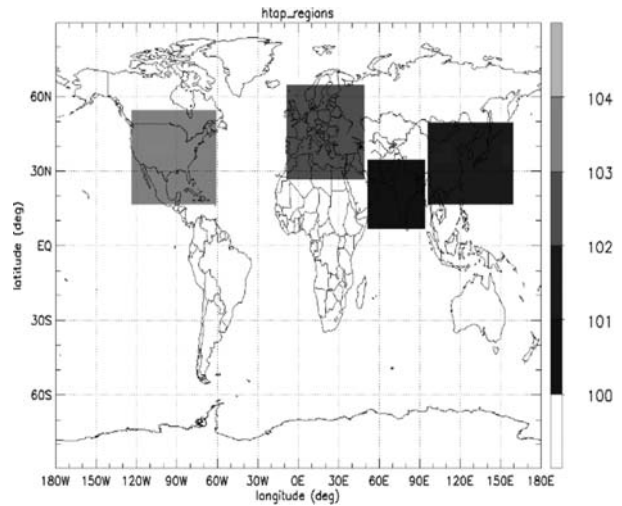 htap_regions
60N
30N
EQ
30S
60S
latitude (deg)
180W 150W 120W 90W 60W 30W 0E 30E 60E 90E 120E 150E 180E
longitude (deg)
104
103
102
101
100